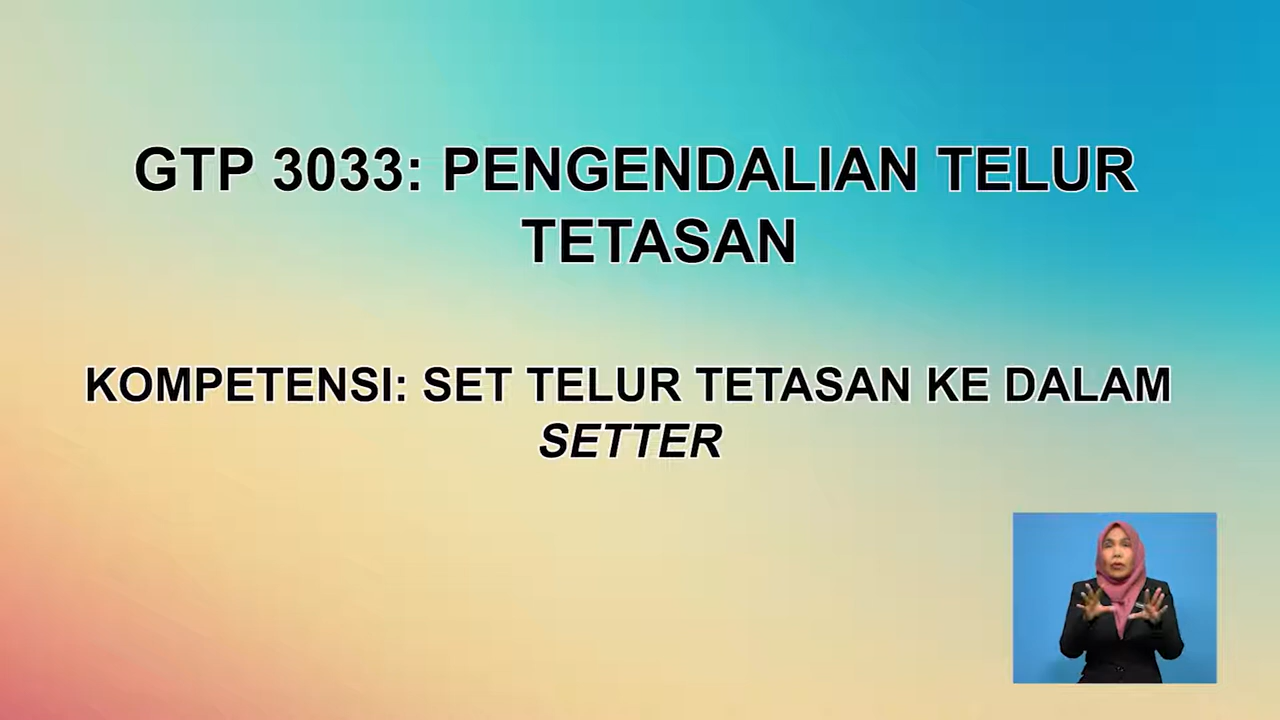 GTP 3033: PENGENDALIAN TELUR
TETASAN
KOMPETENSI: SET TELUR TETASAN KE DALAM
SETTER